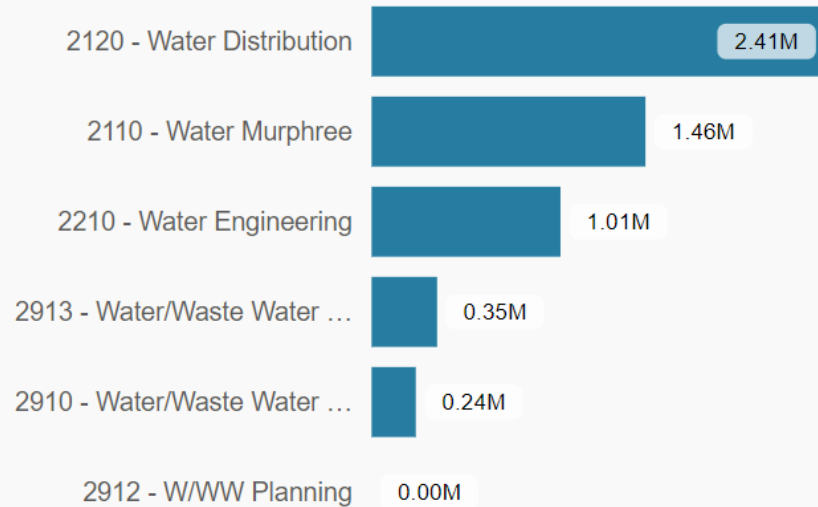 2120 - Water Distribution 2.41M
2110 - Water Murphree 1.46M
2210 - Water Engineering 1.01M
2913 - Water/Waste Water … 0.35M
2910 - Water/Waste Water … 0.24M
2912 - W/WW Planning 0.00M